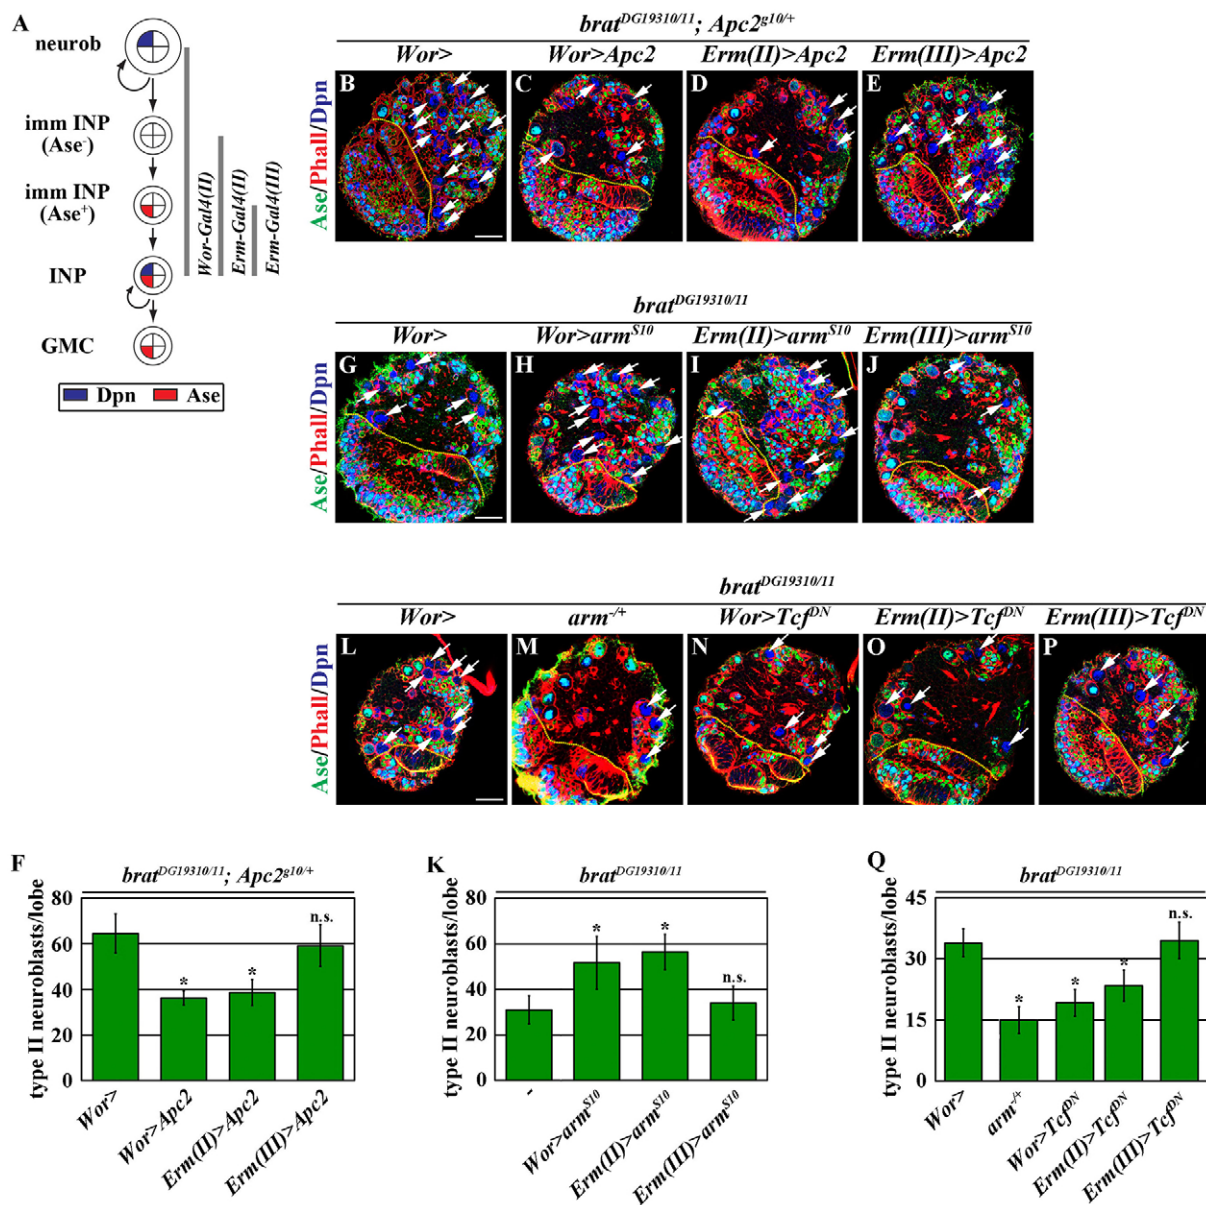 A
neurob
imm INP
(Ase⁻)
imm INP
(Ase⁺)
INP
GMC
Wor-Gal4(II)
Erm-Gal4(II)
Erm-Gal4(III)
Dpn Ase
brat^DG19310/11; Apc2^g10/+
Wor> Wor>Apc2 Erm(II)>Apc2 Erm(III)>Apc2
Ase/Phall/Dpn
B C D E
brat^DG19310/11
Wor> Wor>arm^S10 Erm(II)>arm^S10 Erm(III)>arm^S10
Ase/Phall/Dpn
G H I J
brat^DG19310/11
Wor> arm^-/+ Wor>Tcf^DN Erm(II)>Tcf^DN Erm(III)>Tcf^DN
Ase/Phall/Dpn
L M N O P
F
brat^DG19310/11; Apc2^g10/+
type II neuroblasts/lobe
80
60
40
20
0
* * n.s.
Wor>
Wor>Apc2
Erm(II)>Apc2
Erm(III)>Apc2
K
brat^DG19310/11
type II neuroblasts/lobe
80
60
40
20
0
* * n.s.
-
Wor>arm^S10
Erm(II)>arm^S10
Erm(III)>arm^S10
Q
brat^DG19310/11
type II neuroblasts/lobe
45
30
15
0
* * * n.s.
Wor>
arm^-/+
Wor>Tcf^DN
Erm(II)>Tcf^DN
Erm(III)>Tcf^DN